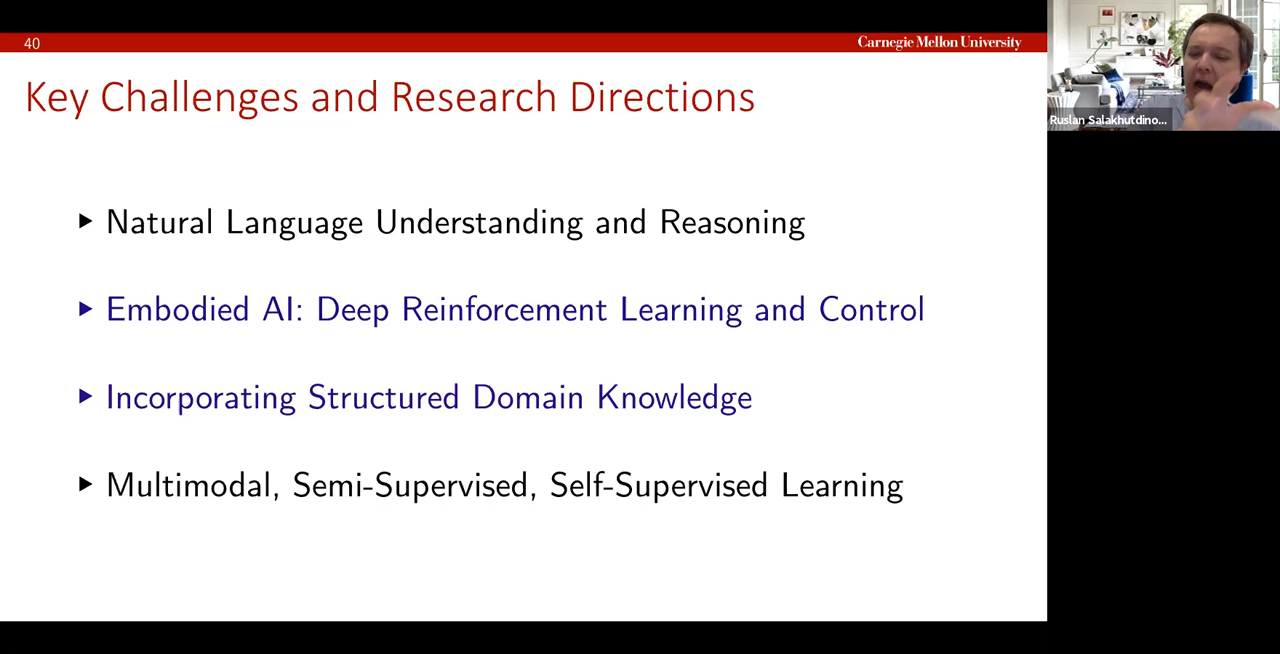 40
Carnegie Mellon University
Key Challenges and Research Directions
Natural Language Understanding and Reasoning
Embodied AI: Deep Reinforcement Learning and Control
Incorporating Structured Domain Knowledge
Multimodal, Semi-Supervised, Self-Supervised Learning
Ruslan Salakhutdino...